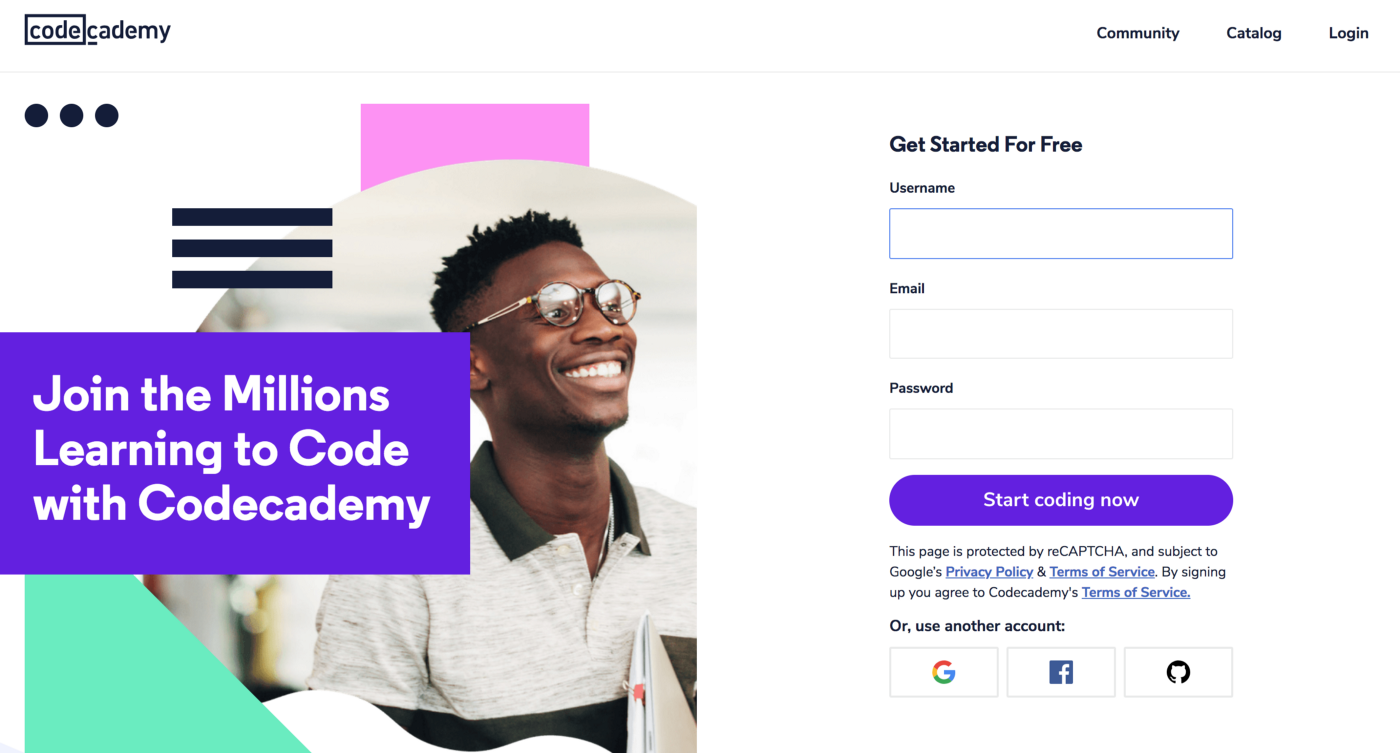 codecademy
Community
Catalog
Login
Join the Millions
Learning to Code
with Codecademy
Get Started For Free
Username
Email
Password
Start coding now
This page is protected by reCAPTCHA, and subject to
Google's Privacy Policy & Terms of Service. By signing
up you agree to Codecademy's Terms of Service.
Or, use another account: